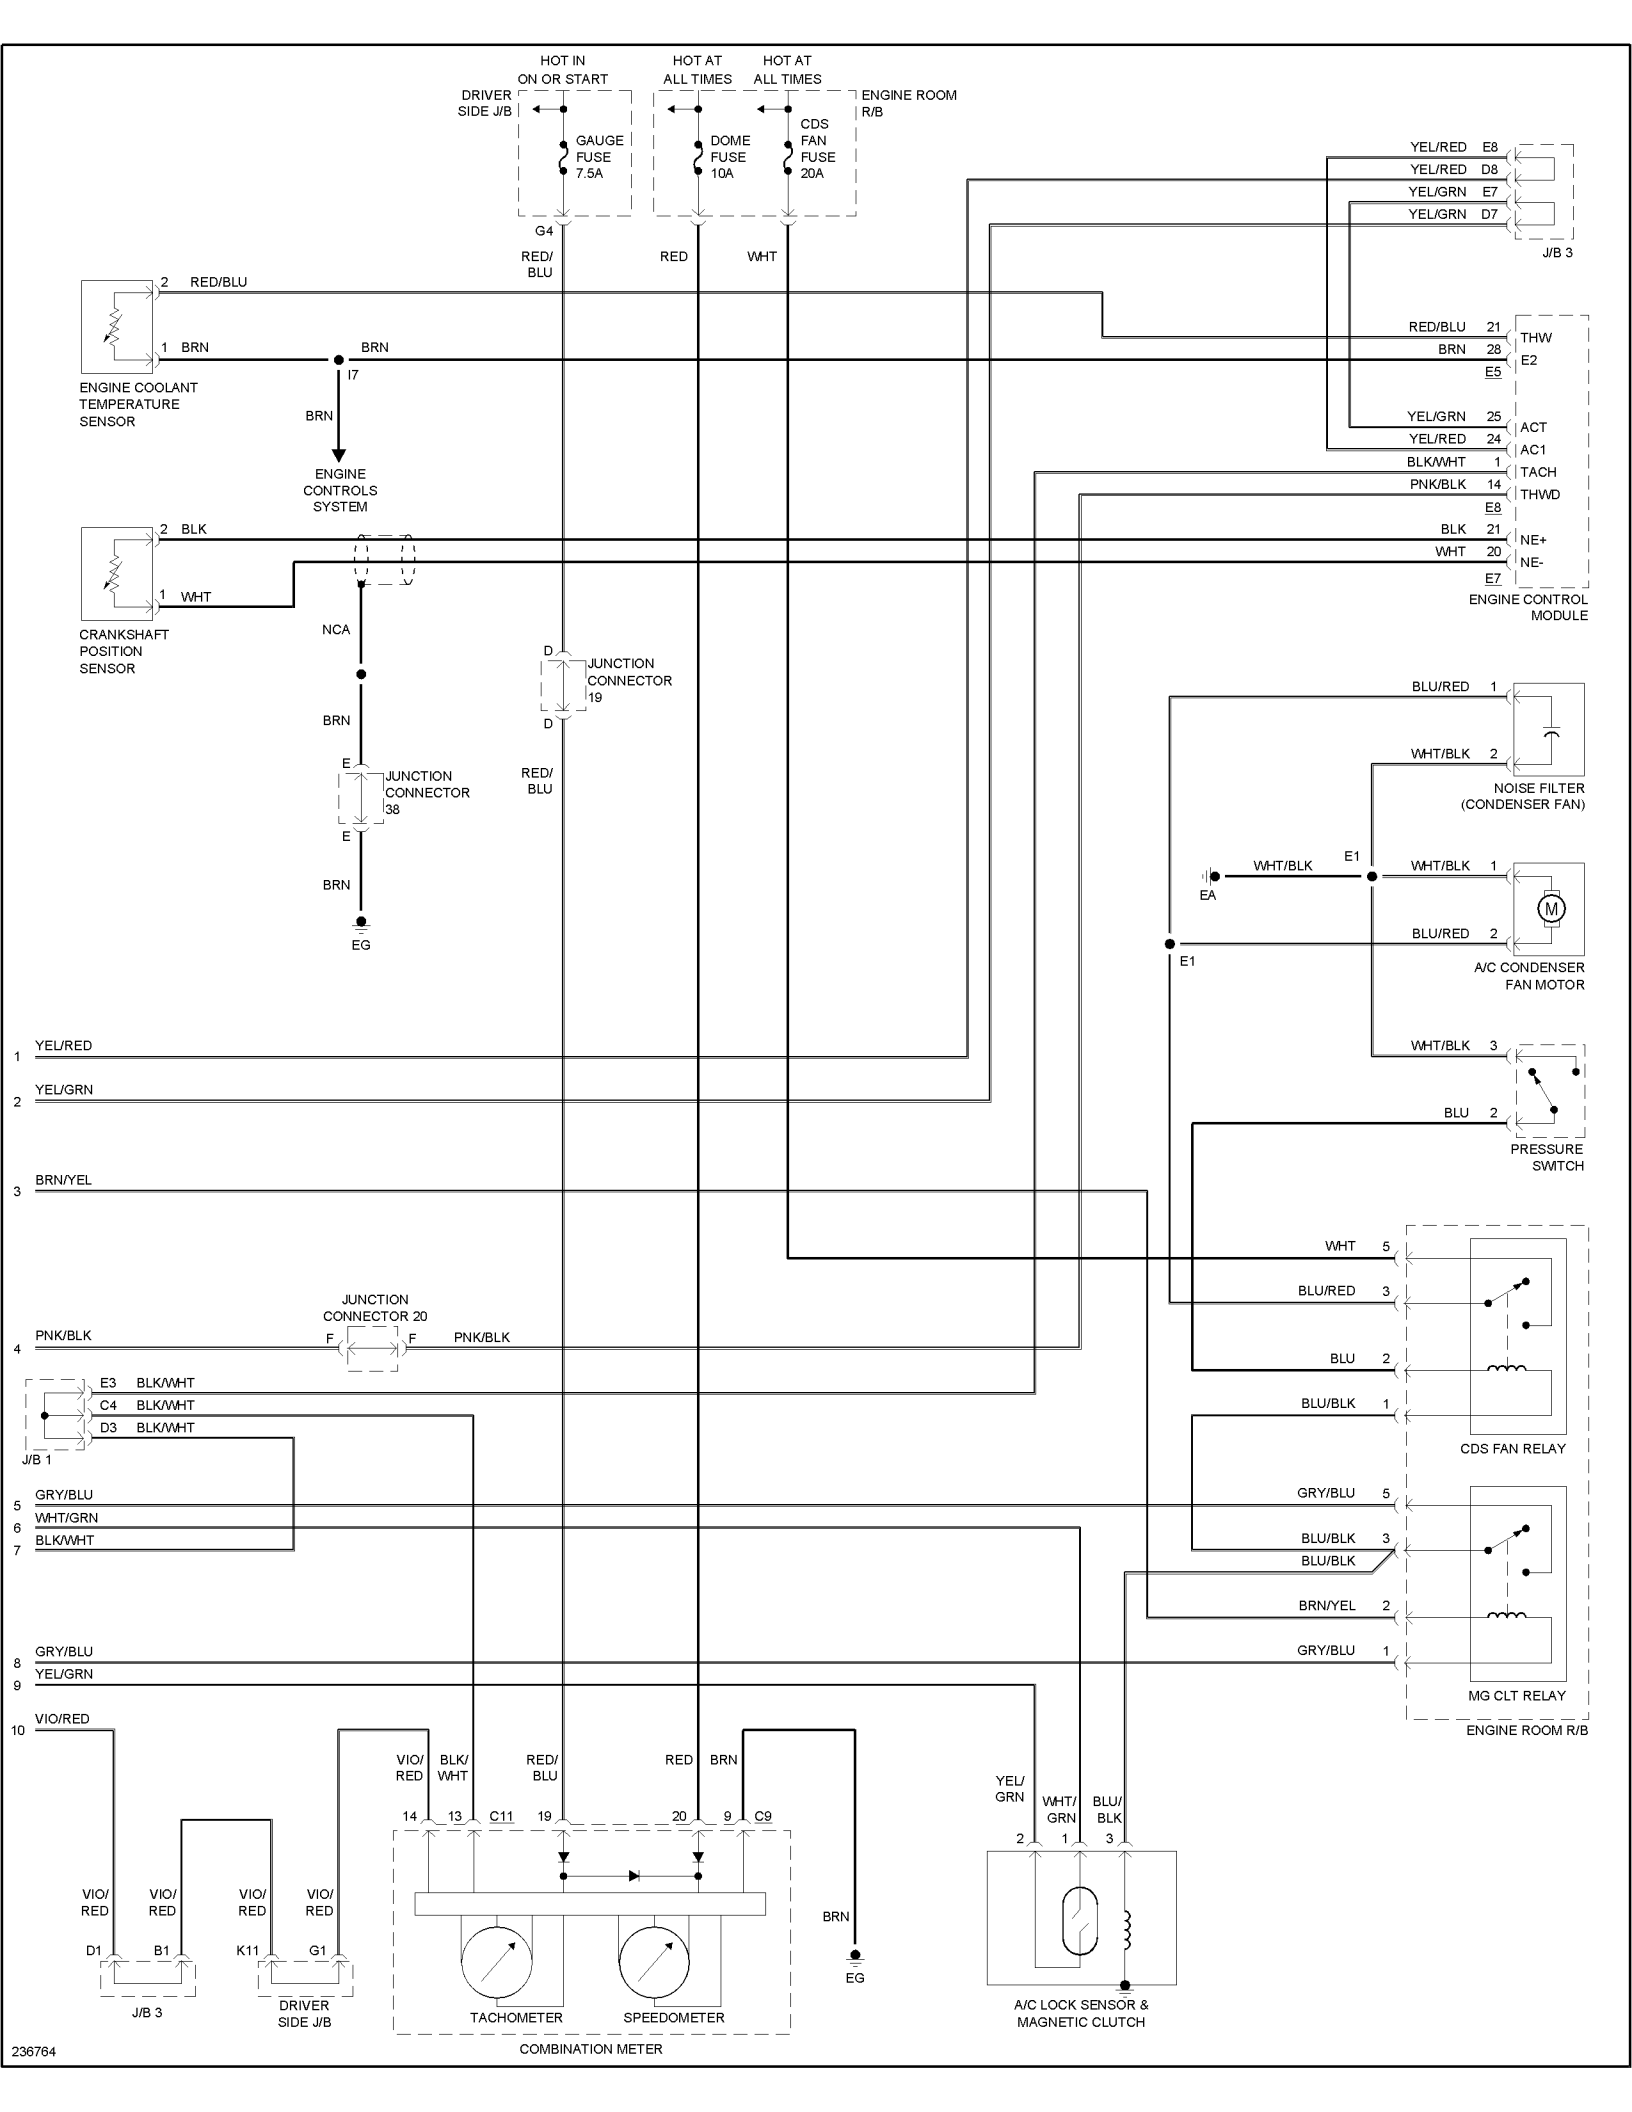 HOT IN
ON OR START
HOT AT
ALL TIMES
HOT AT
ALL TIMES
DRIVER
SIDE J/B
ENGINE ROOM
R/B
GAUGE
FUSE
7.5A
DOME
FUSE
10A
CDS
FAN
FUSE
20A
G4
RED/
BLU
RED
WHT
YEL/RED E8
YEL/RED D8
YEL/GRN E7
YEL/GRN D7
J/B 3
2 RED/BLU
1 BRN
BRN
I7
ENGINE COOLANT
TEMPERATURE
SENSOR
BRN
ENGINE
CONTROLS
SYSTEM
RED/BLU 21 THW
BRN 28 E2
E5
YEL/GRN 25 ACT
YEL/RED 24 AC1
BLK/WHT 1 TACH
PNK/BLK 14 THWD
E8
BLK 21 NE+
WHT 20 NE-
E7
ENGINE CONTROL
MODULE
2 BLK
1 WHT
CRANKSHAFT
POSITION
SENSOR
NCA
BRN
E
JUNCTION
CONNECTOR
38
E
BRN
EG
D
JUNCTION
CONNECTOR
19
D
RED/
BLU
BLU/RED 1
WHT/BLK 2
NOISE FILTER
(CONDENSER FAN)
E1
WHT/BLK
EA
WHT/BLK 1
M
BLU/RED 2
E1
A/C CONDENSER
FAN MOTOR
WHT/BLK 3
BLU 2
PRESSURE
SWITCH
1 YEL/RED
2 YEL/GRN
3 BRN/YEL
WHT 5
BLU/RED 3
BLU 2
BLU/BLK 1
CDS FAN RELAY
JUNCTION
CONNECTOR 20
4 PNK/BLK
F F
PNK/BLK
E3 BLK/WHT
C4 BLK/WHT
D3 BLK/WHT
J/B 1
5 GRY/BLU
6 WHT/GRN
7 BLK/WHT
GRY/BLU 5
BLU/BLK 3
BLU/BLK
BRN/YEL 2
GRY/BLU 1
MG CLT RELAY
ENGINE ROOM R/B
8 GRY/BLU
9 YEL/GRN
10 VIO/RED
VIO/
RED
BLK/
WHT
RED/
BLU
RED
BRN
14 13 C11 19 20 9 C9
YEL/
GRN
WHT/
GRN
BLU/
BLK
2 1 3
VIO/
RED
VIO/
RED
VIO/
RED
VIO/
RED
D1 B1 K11 G1
J/B 3
DRIVER
SIDE J/B
BRN
EG
TACHOMETER
SPEEDOMETER
COMBINATION METER
A/C LOCK SENSOR &
MAGNETIC CLUTCH
236764